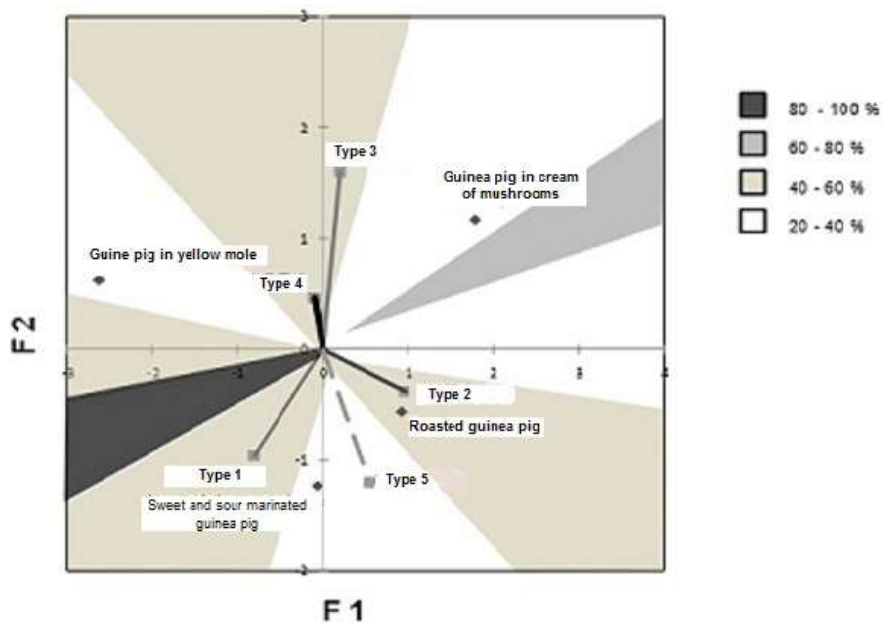 3
80 - 100 %
60 - 80 %
40 - 60 %
20 - 40 %
2
Type 3
Guinea pig in cream
of mushrooms
1
Guine pig in yellow mole
Type 4
F 2
0
-3 -2 -1 0 1 2 3 4
Type 2
Roasted guinea pig
-1
Type 1
Type 5
Sweet and sour marinated
guinea pig
-2
F 1